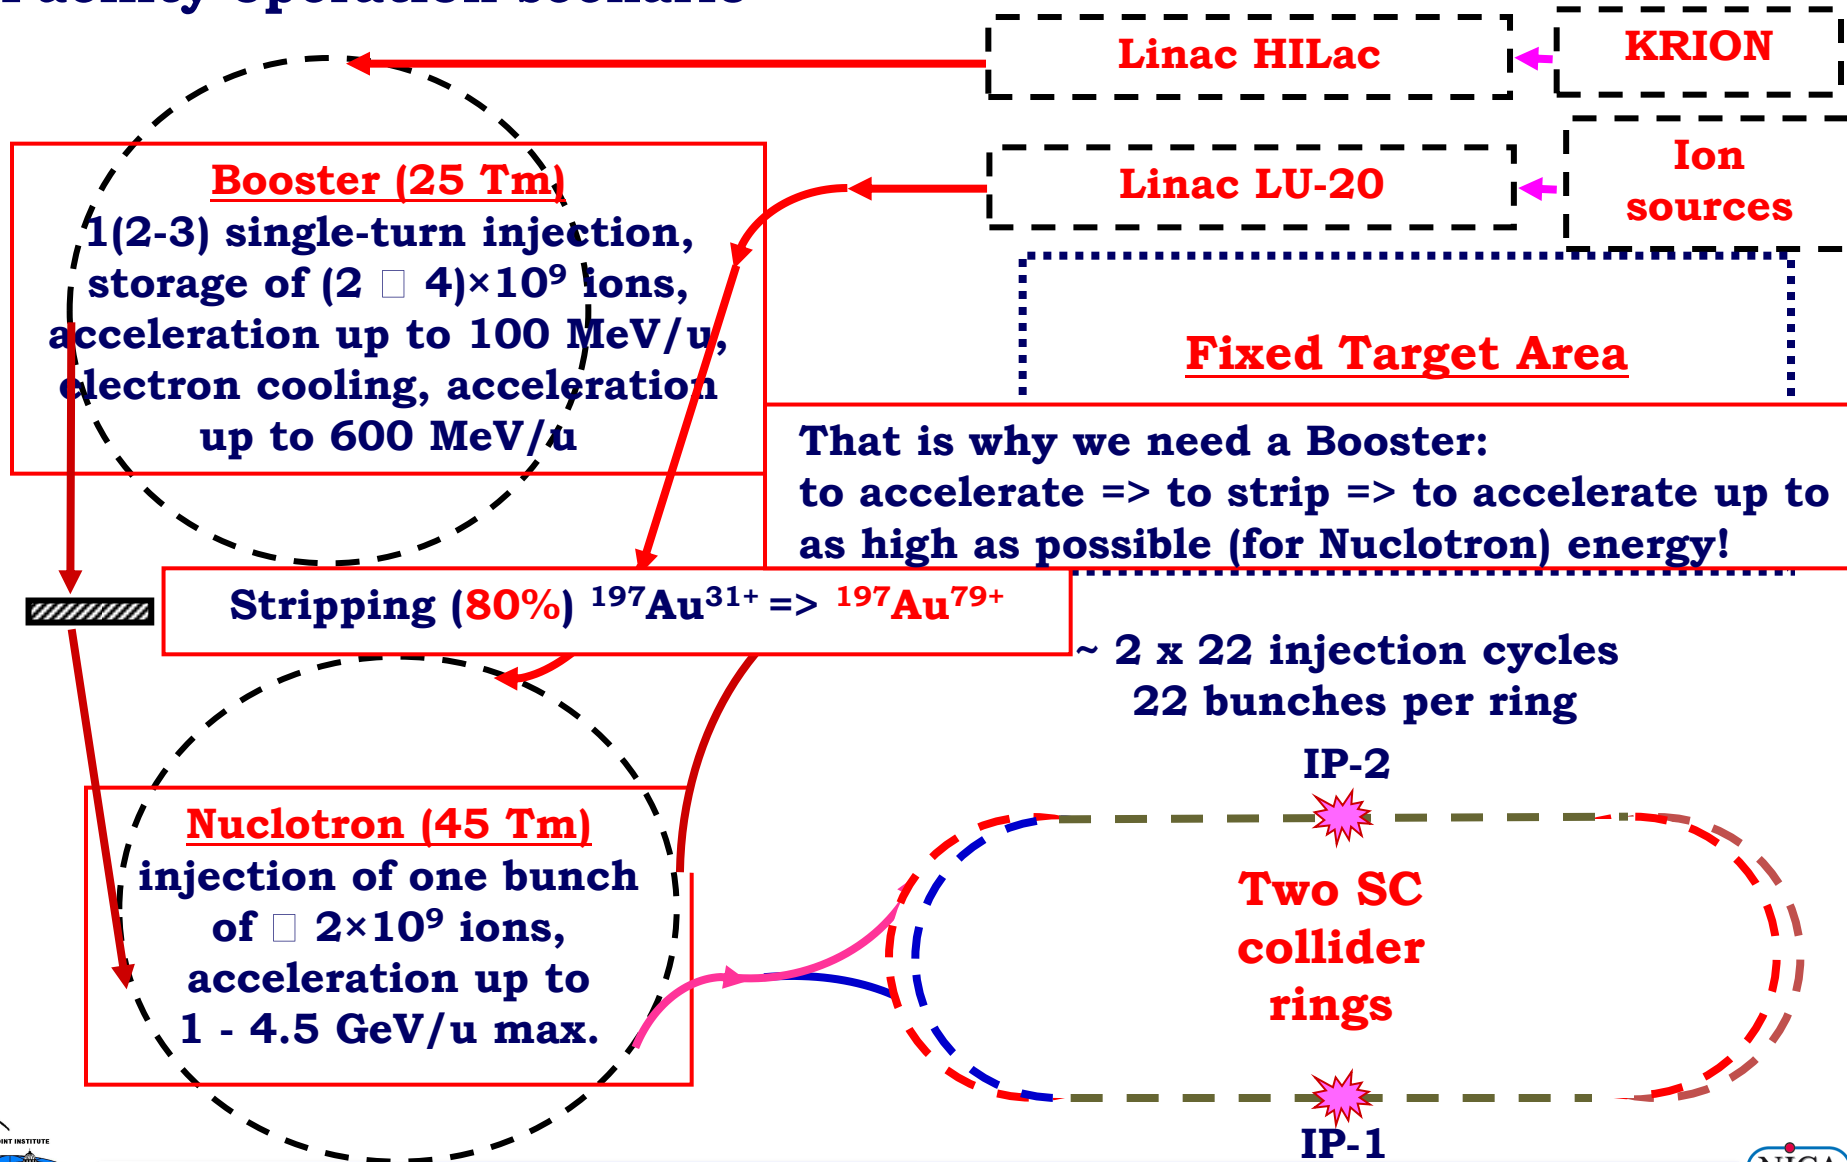 Facility operation scenario
Linac HILac
KRION
Linac LU-20
Ion
sources
Booster (25 Tm)
1(2-3) single-turn injection,
storage of (2 □ 4)×10⁹ ions,
acceleration up to 100 MeV/u,
electron cooling, acceleration
up to 600 MeV/u
Fixed Target Area
That is why we need a Booster:
to accelerate => to strip => to accelerate up to
as high as possible (for Nuclotron) energy!
Stripping (80%) ¹⁹⁷Au³¹⁺ => ¹⁹⁷Au⁷⁹⁺
~ 2 x 22 injection cycles
22 bunches per ring
IP-2
Nuclotron (45 Tm)
injection of one bunch
of □ 2×10⁹ ions,
acceleration up to
1 - 4.5 GeV/u max.
Two SC
collider
rings
IP-1
INSTITUTE
NICA